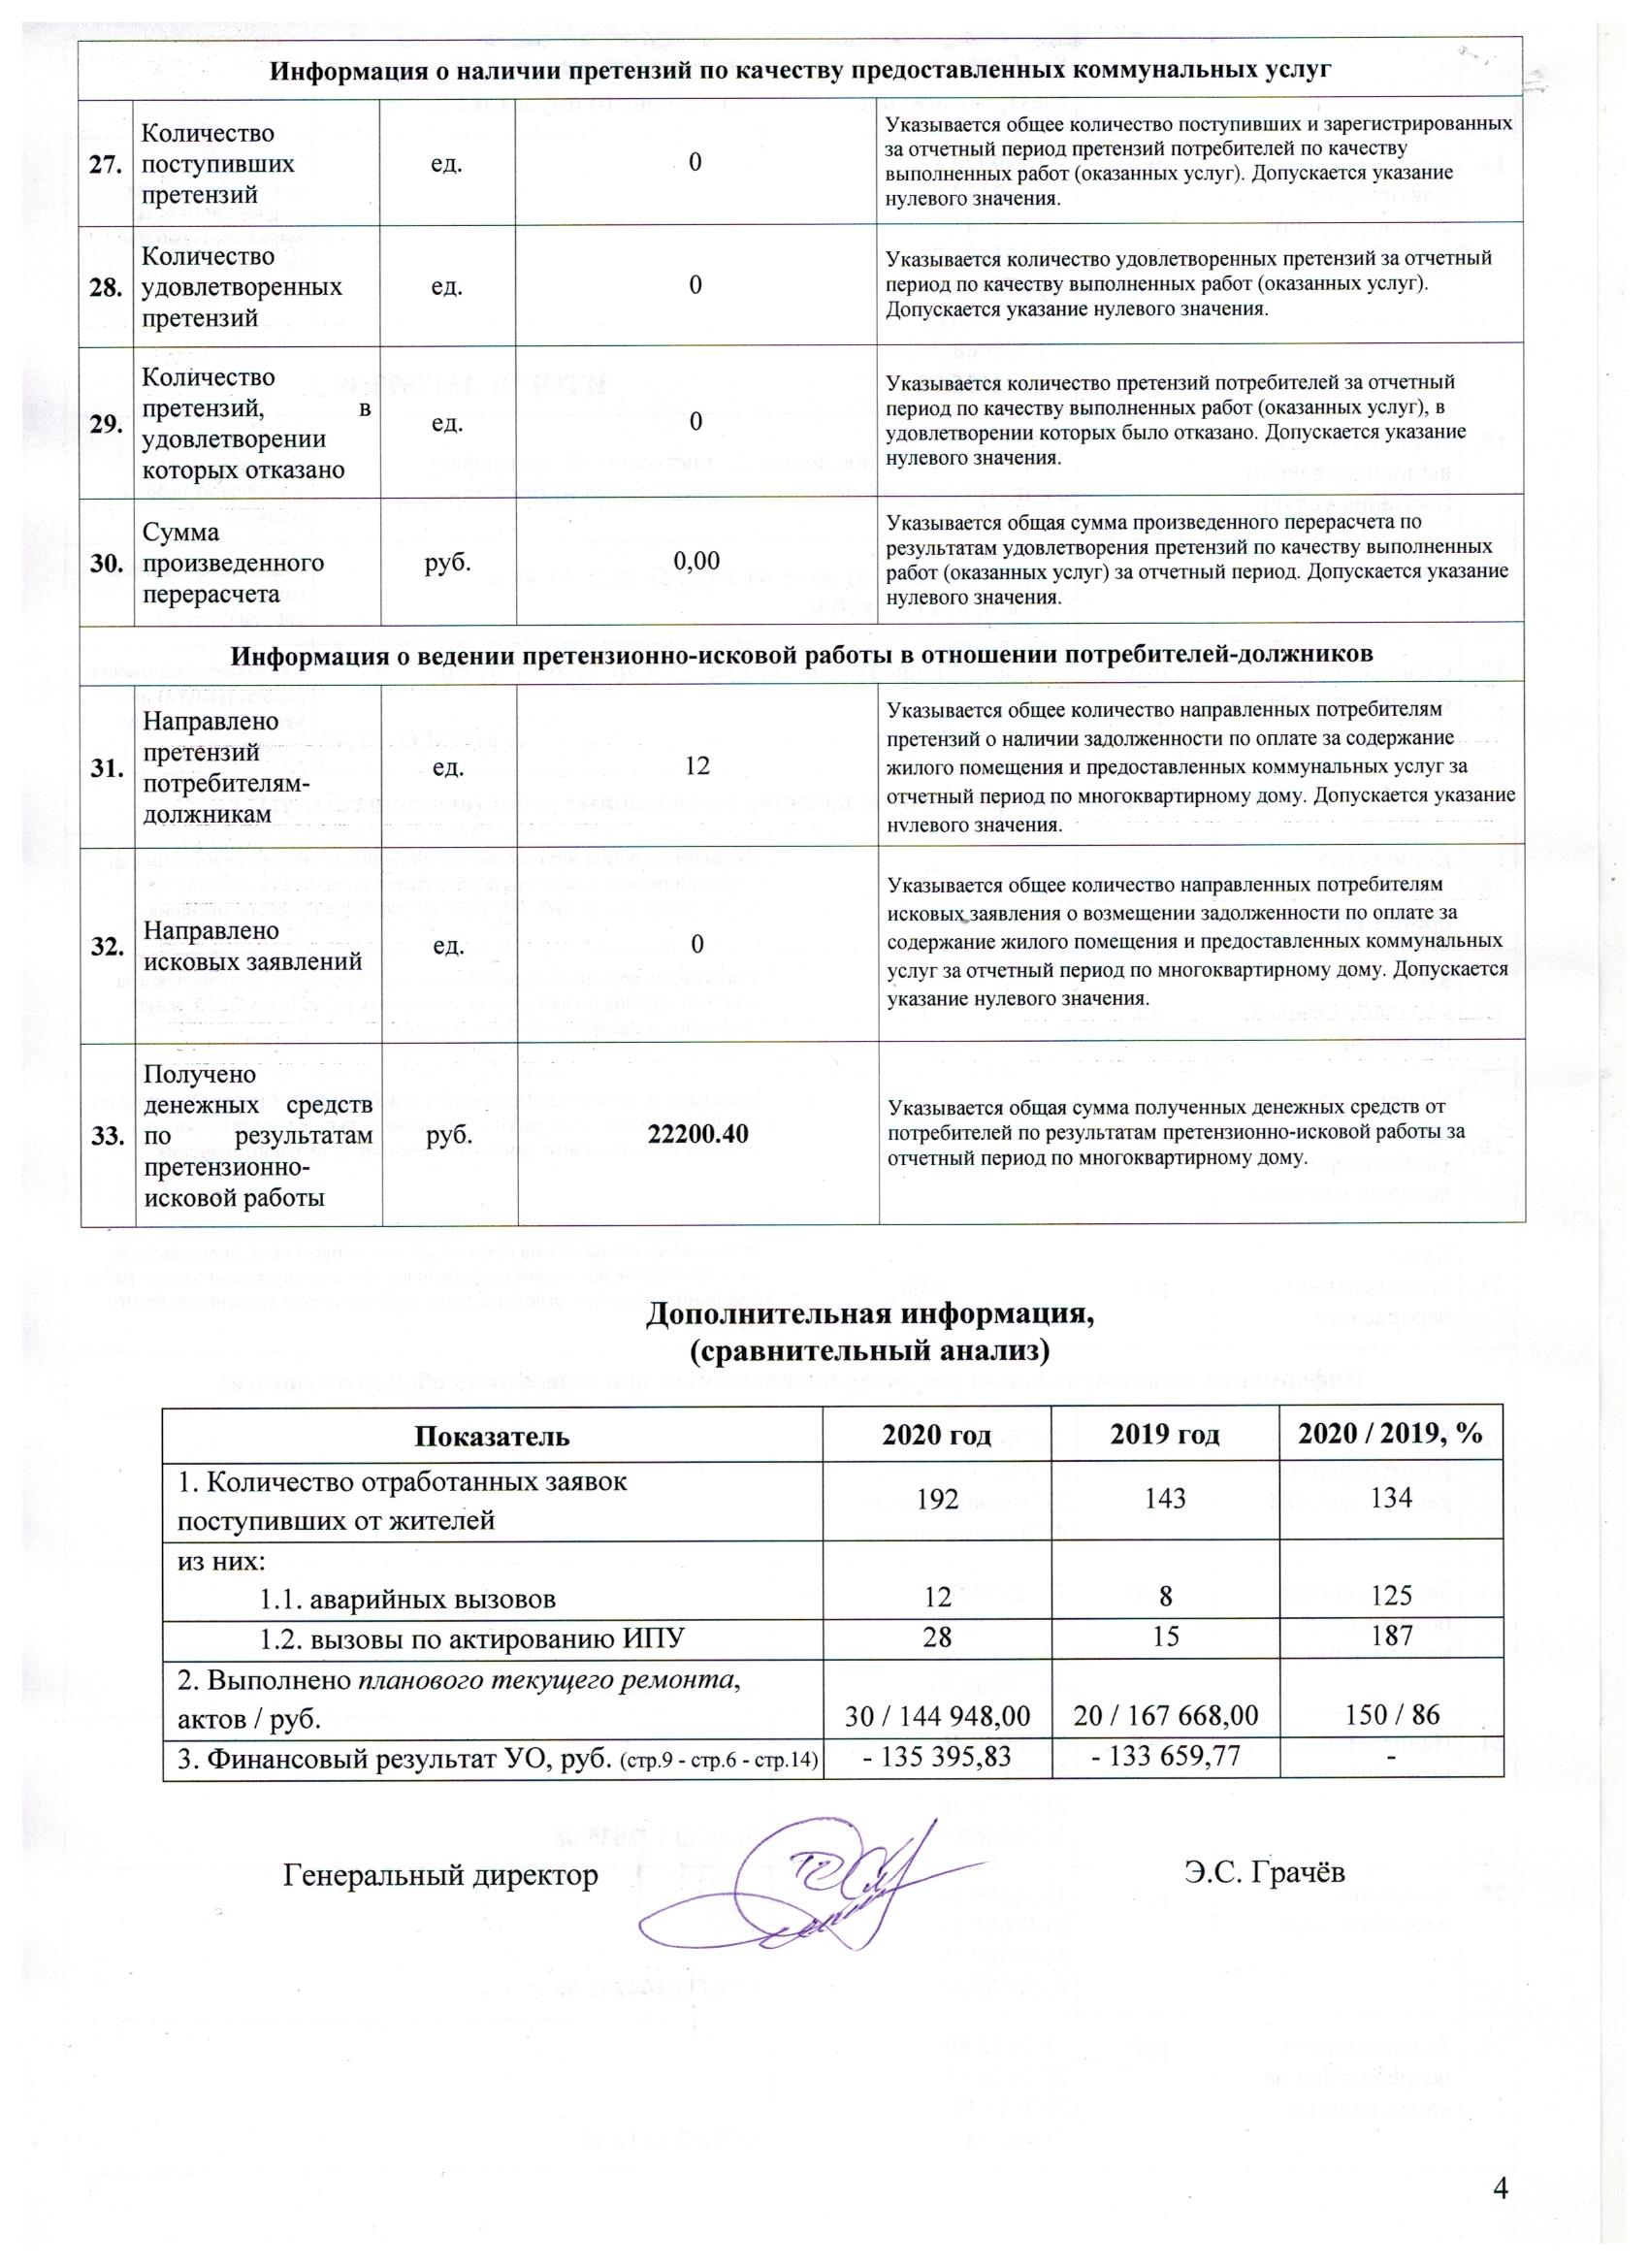 Информация о наличии претензий по качеству предоставленных коммунальных услуг
27.
Количество
поступивших
претензий
ед.
0
Указывается общее количество поступивших и зарегистрированных
за отчетный период претензий потребителей по качеству
выполненных работ (оказанных услуг). Допускается указание
нулевого значения.
28.
Количество
удовлетворенных
претензий
ед.
0
Указывается количество удовлетворенных претензий за отчетный
период по качеству выполненных работ (оказанных услуг).
Допускается указание нулевого значения.
29.
Количество
претензий, в
удовлетворении
которых отказано
ед.
0
Указывается количество претензий потребителей за отчетный
период по качеству выполненных работ (оказанных услуг), в
удовлетворении которых было отказано. Допускается указание
нулевого значения.
30.
Сумма
произведенного
перерасчета
руб.
0,00
Указывается общая сумма произведенного перерасчета по
результатам удовлетворения претензий по качеству выполненных
работ (оказанных услуг) за отчетный период. Допускается указание
нулевого значения.
Информация о ведении претензионно-исковой работы в отношении потребителей-должников
31.
Направлено
претензий
потребителям-
должникам
ед.
12
Указывается общее количество направленных потребителям
претензий о наличии задолженности по оплате за содержание
жилого помещения и предоставленных коммунальных услуг за
отчетный период по многоквартирному дому. Допускается указание
нулевого значения.
32.
Направлено
исковых заявлений
ед.
0
Указывается общее количество направленных потребителям
исковых заявления о возмещении задолженности по оплате за
содержание жилого помещения и предоставленных коммунальных
услуг за отчетный период по многоквартирному дому. Допускается
указание нулевого значения.
33.
Получено
денежных средств
по результатам
претензионно-
исковой работы
руб.
22200.40
Указывается общая сумма полученных денежных средств от
потребителей по результатам претензионно-исковой работы за
отчетный период по многоквартирному дому.
Дополнительная информация,
(сравнительный анализ)
Показатель 2020 год 2019 год 2020 / 2019, %
1. Количество отработанных заявок
поступивших от жителей
192 143 134
из них:
1.1. аварийных вызовов 12 8 125
1.2. вызовы по актированию ИПУ 28 15 187
2. Выполнено планового текущего ремонта,
актов / руб. 30 / 144 948,00 20 / 167 668,00 150 / 86
3. Финансовый результат УО, руб. (стр.9 - стр.6 - стр.14) - 135 395,83 - 133 659,77 -
Генеральный директор Э.С. Грачёв
4